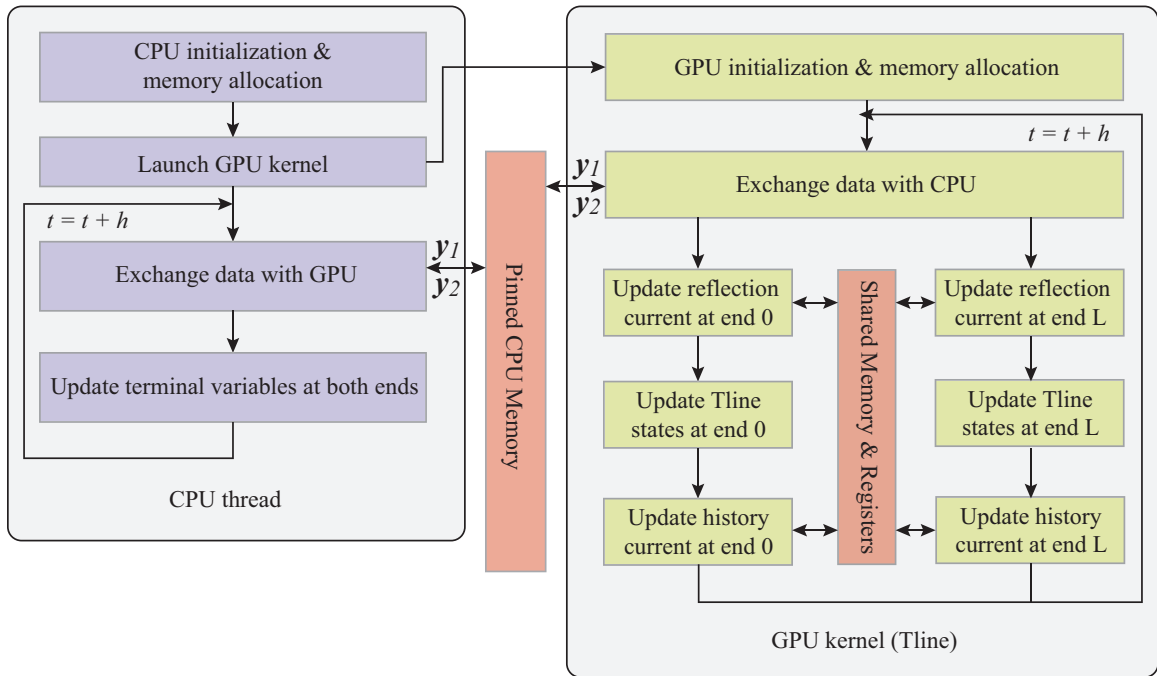 CPU initialization &
memory allocation
Launch GPU kernel
t = t + h
Exchange data with GPU
y1
y2
Update terminal variables at both ends
CPU thread
Pinned CPU Memory
GPU initialization & memory allocation
t = t + h
y1
y2
Exchange data with CPU
Update reflection
current at end 0
Update Tline
states at end 0
Update history
current at end 0
Shared Memory & Registers
Update reflection
current at end L
Update Tline
states at end L
Update history
current at end L
GPU kernel (Tline)